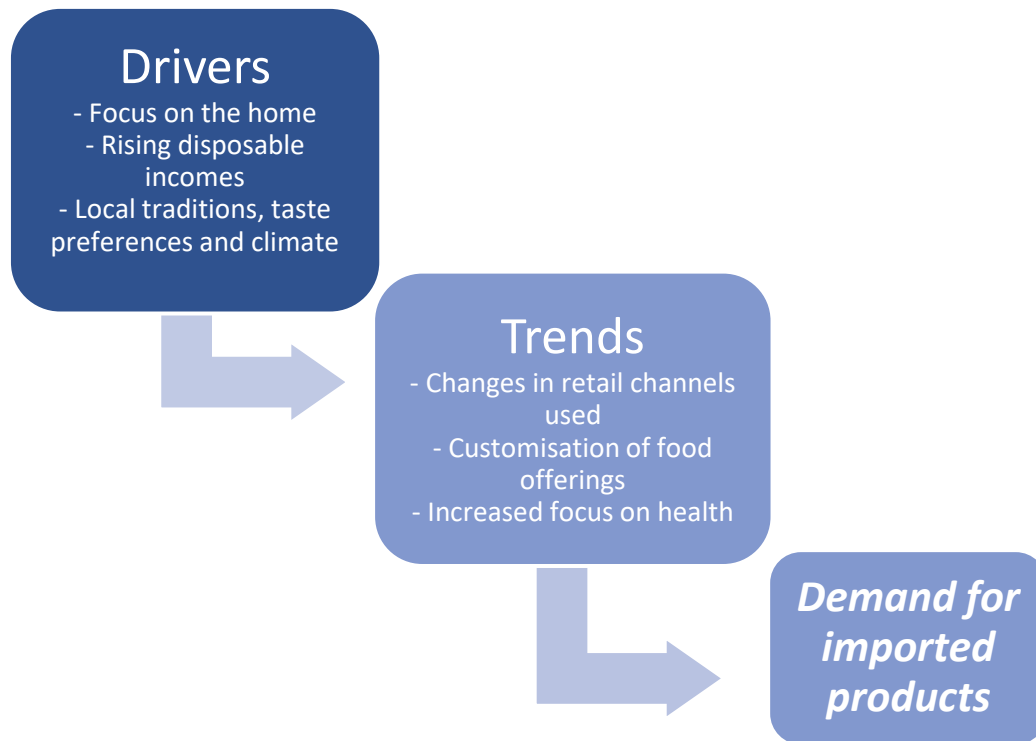 Drivers
- Focus on the home
- Rising disposable
incomes
- Local traditions, taste
preferences and climate
Trends
- Changes in retail channels
used
- Customisation of food
offerings
- Increased focus on health
Demand for
imported
products